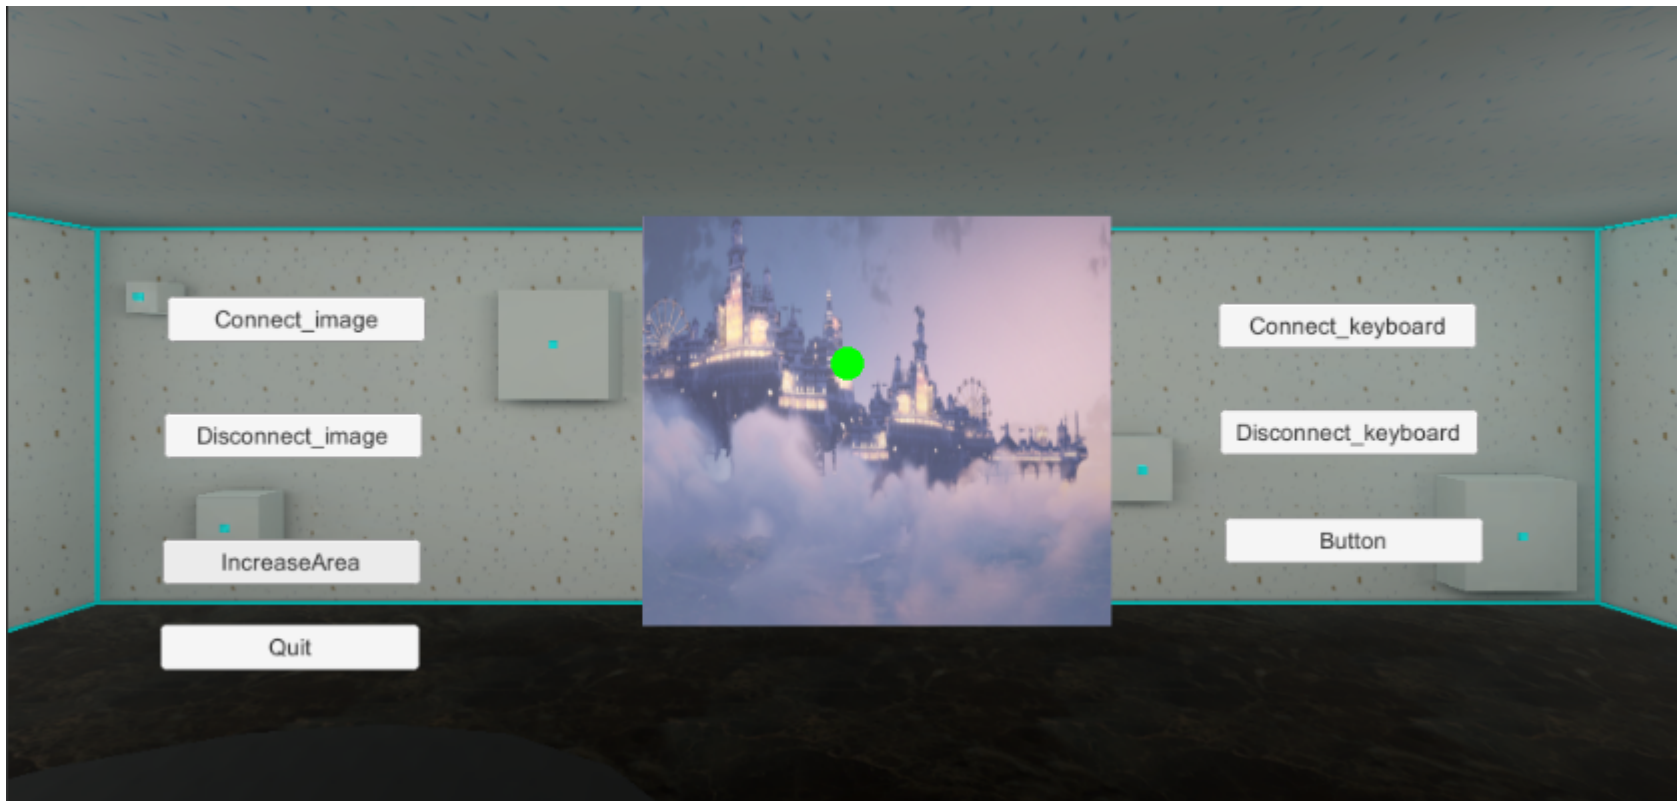 Connect_image
Disconnect_image
IncreaseArea
Quit
Connect_keyboard
Disconnect_keyboard
Button